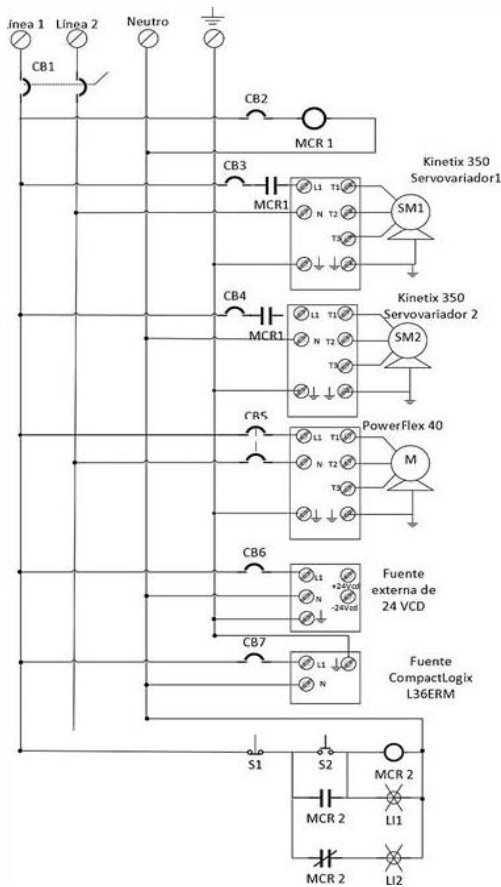 Línea 1 Línea 2 Neutro
CB1
CB2
MCR 1
CB3
MCR1
L1 T1
N T2
T3
Kinetix 350
Servovariador1
SM1
CB4
MCR1
L1 T1
N T2
T3
Kinetix 350
Servovariador 2
SM2
CB5
L1 T1
N T2
T3
PowerFlex 40
M
CB6
L1
+24Vcd
N
-24Vcd
Fuente
externa de
24 VCD
CB7
L1
N
Fuente
CompactLogix
L36ERM
S1
S2
MCR 2
MCR 2
LI1
MCR 2
LI2